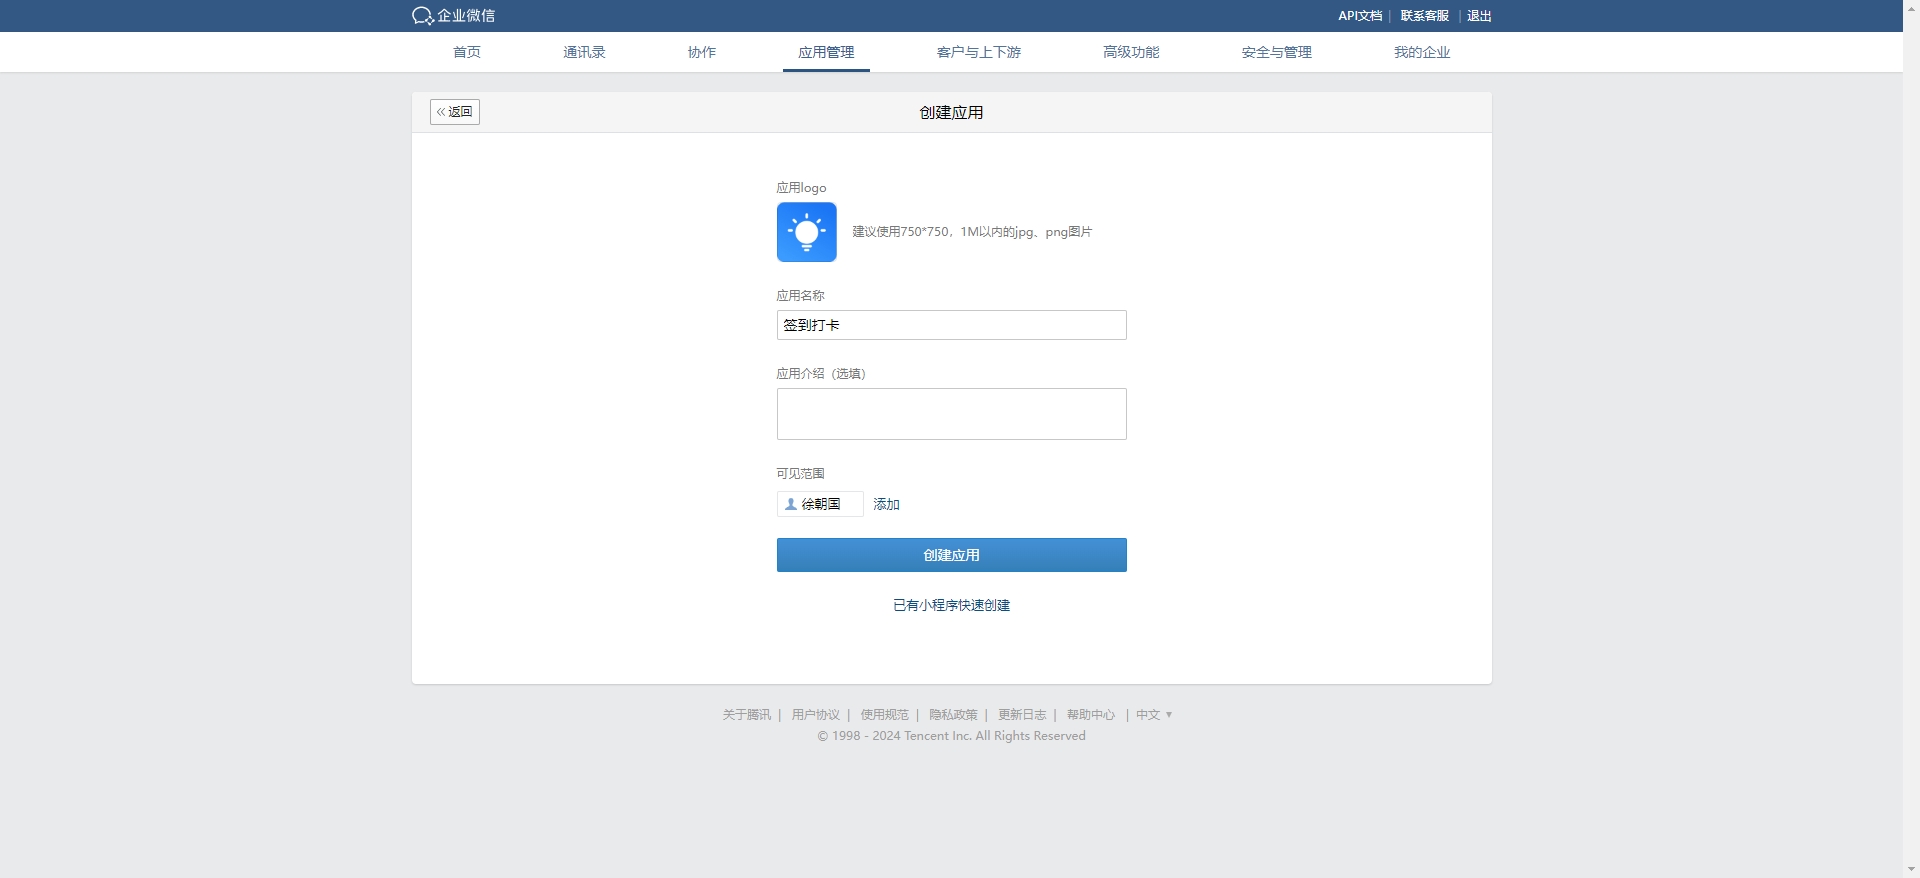 企业微信
API文档 | 联系客服 | 退出
首页 通讯录 协作 应用管理 客户与上下游 高级功能 安全与管理 我的企业
« 返回 创建应用
应用logo
建议使用750*750，1M以内的jpg、png图片
应用名称
签到打卡
应用介绍（选填）
可见范围
徐朝国 添加
创建应用
已有小程序快速创建
关于腾讯 | 用户协议 | 使用规范 | 隐私政策 | 更新日志 | 帮助中心 | 中文 ▼
© 1998 - 2024 Tencent Inc. All Rights Reserved